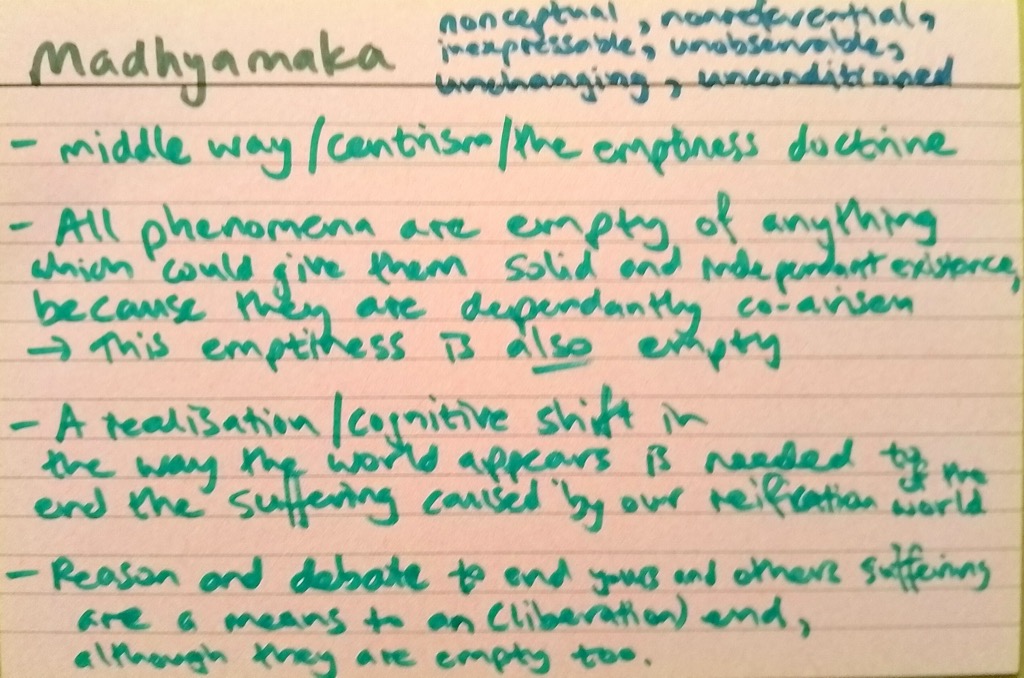 Madhyamaka
nonceptual, nonreferential,
inexpressable, unobservable,
unchanging, unconditioned
- middle way/centrism/the emptiness doctrine
- All phenomena are empty of anything
which could give them solid and independant existence,
because they are dependantly co-arisen
→ This emptiness is also empty
- A realisation/cognitive shift in
the way the world appears is needed to
end the suffering caused by our reification of the world
- Reason and debate to end yours and others suffering
are a means to an (liberation) end,
although they are empty too.